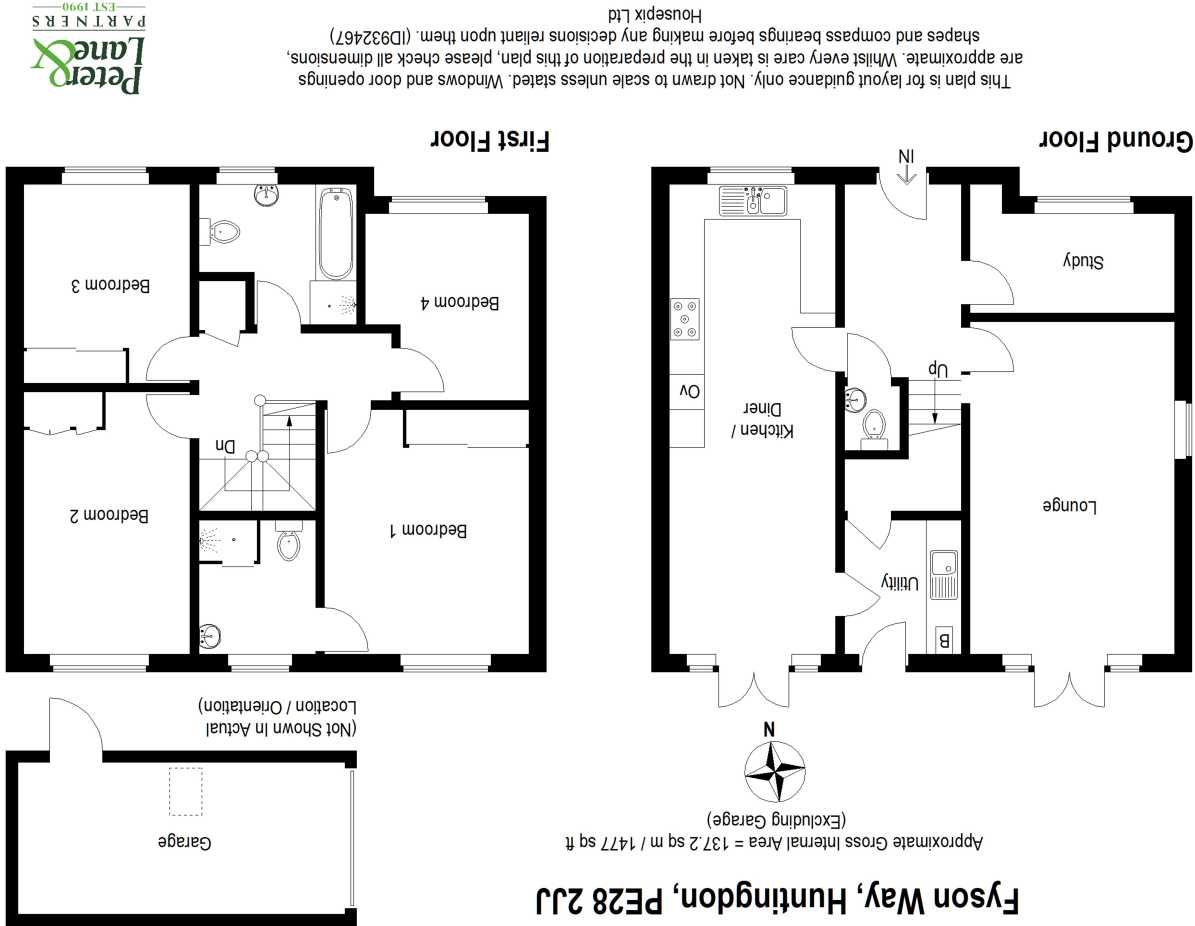 Fyson Way, Huntingdon, PE28 2JJ
Approximate Gross Internal Area = 137.2 sq m / 1477 sq ft
(Excluding Garage)
N
Garage
(Not Shown In Actual
Location / Orientation)
B
Utility
Lounge
Kitchen /
Diner
Ov
Up
Study
IN
Ground Floor
Bedroom 1
Bedroom 2
Dn
Bedroom 4
Bedroom 3
First Floor
This plan is for layout guidance only. Not drawn to scale unless stated. Windows and door openings
are approximate. Whilst every care is taken in the preparation of this plan, please check all dimensions,
shapes and compass bearings before making any decisions reliant upon them. (ID932467)
Housepix Ltd
Peter
Lane &
PARTNERS
EST 1990